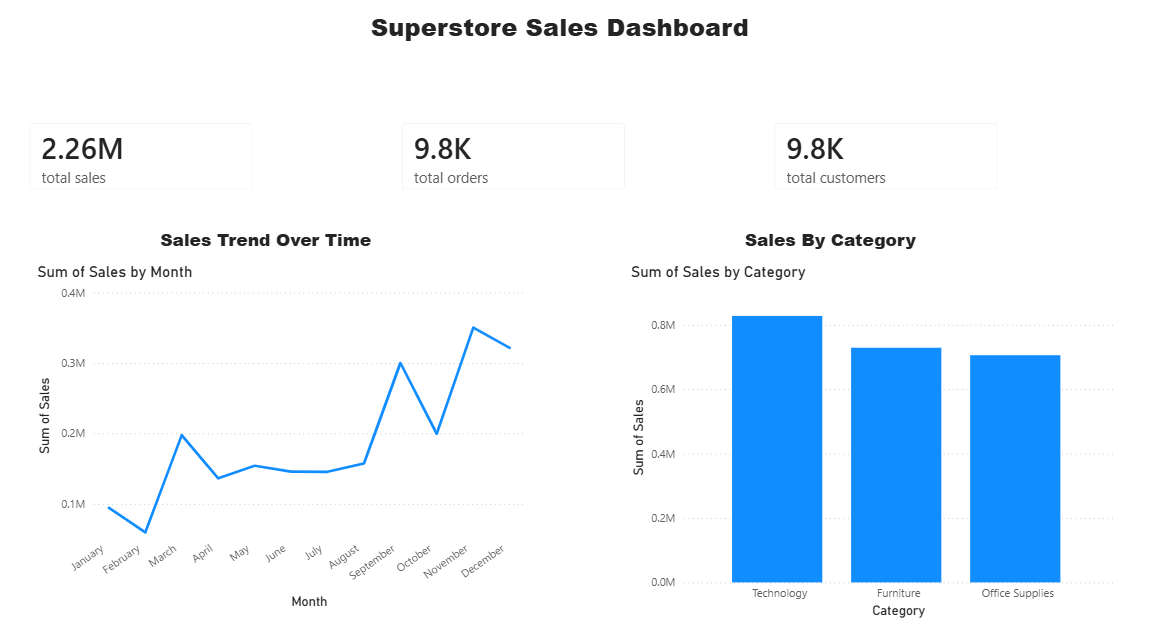 Superstore Sales Dashboard
2.26M
total sales
9.8K
total orders
9.8K
total customers
Sales Trend Over Time
Sum of Sales by Month
0.4M
0.3M
0.2M
0.1M
Sum of Sales
January
February
March
April
May
June
July
August
September
October
November
December
Month
Sales By Category
Sum of Sales by Category
0.8M
0.6M
0.4M
0.2M
0.0M
Sum of Sales
Technology
Furniture
Office Supplies
Category